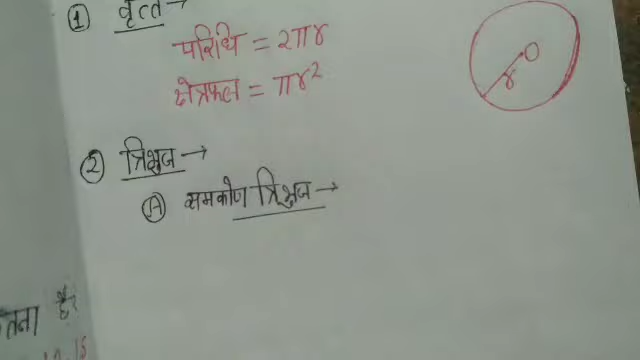 ① वृत्त →
परिधि = 2πr
क्षेत्रफल = πr²
O
r
② त्रिभुज →
Ⓐ समकोण त्रिभुज →